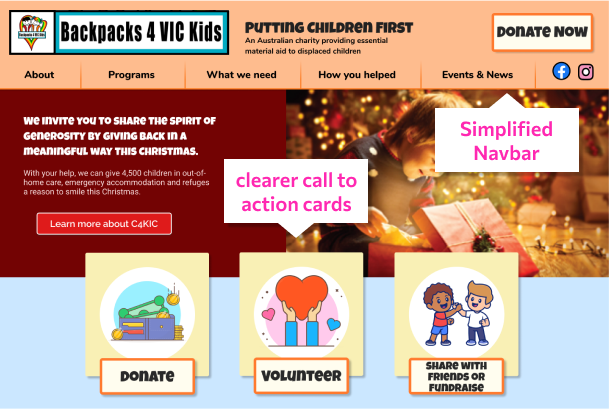 Backpacks 4 VIC Kids
Backpacks 4 VIC Kids
Putting Children First
An Australian charity providing essential
material aid to displaced children
Donate Now
About
Programs
What we need
How you helped
Events & News
We invite you to share the spirit of
generosity by giving back in a
meaningful way this Christmas.
With your help, we can give 4,500 children in out-of-
home care, emergency accommodation and refuges
a reason to smile this Christmas.
Learn more about C4KIC
Simplified
Navbar
clearer call to
action cards
Donate
Volunteer
Share with
friends or
fundraise